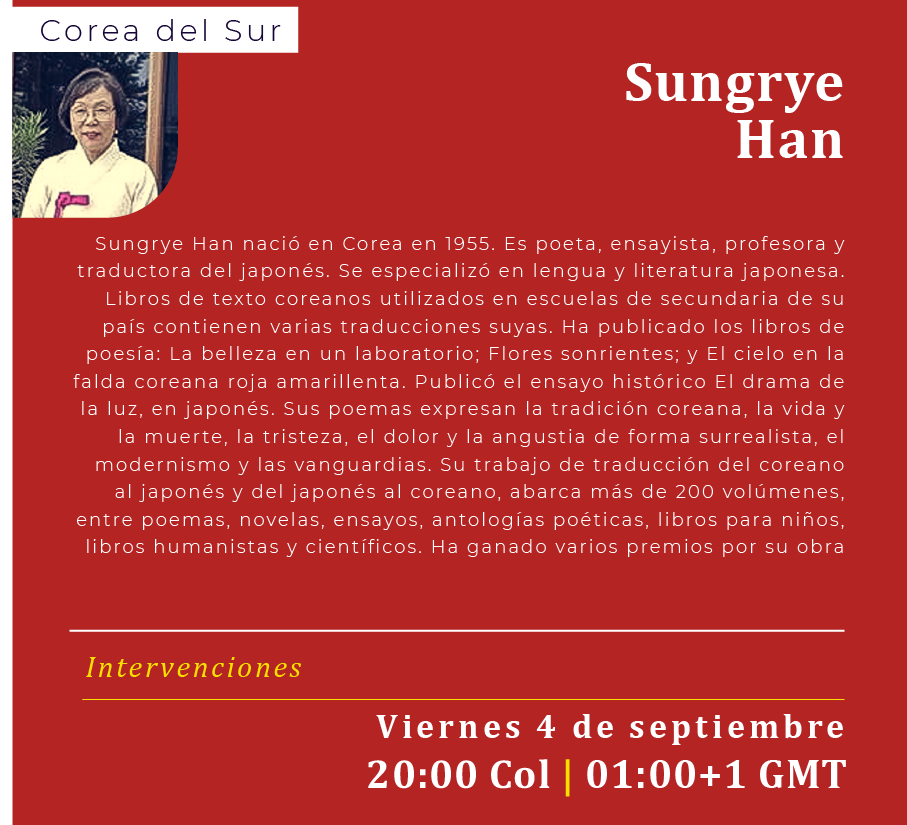 Corea del Sur
Sungrye
Han
Sungrye Han nació en Corea en 1955. Es poeta, ensayista, profesora y
traductora del japonés. Se especializó en lengua y literatura japonesa.
Libros de texto coreanos utilizados en escuelas de secundaria de su
país contienen varias traducciones suyas. Ha publicado los libros de
poesía: La belleza en un laboratorio; Flores sonrientes; y El cielo en la
falda coreana roja amarillenta. Publicó el ensayo histórico El drama de
la luz, en japonés. Sus poemas expresan la tradición coreana, la vida y
la muerte, la tristeza, el dolor y la angustia de forma surrealista, el
modernismo y las vanguardias. Su trabajo de traducción del coreano
al japonés y del japonés al coreano, abarca más de 200 volúmenes,
entre poemas, novelas, ensayos, antologías poéticas, libros para niños,
libros humanistas y científicos. Ha ganado varios premios por su obra
Intervenciones
Viernes 4 de septiembre
20:00 Col | 01:00+1 GMT